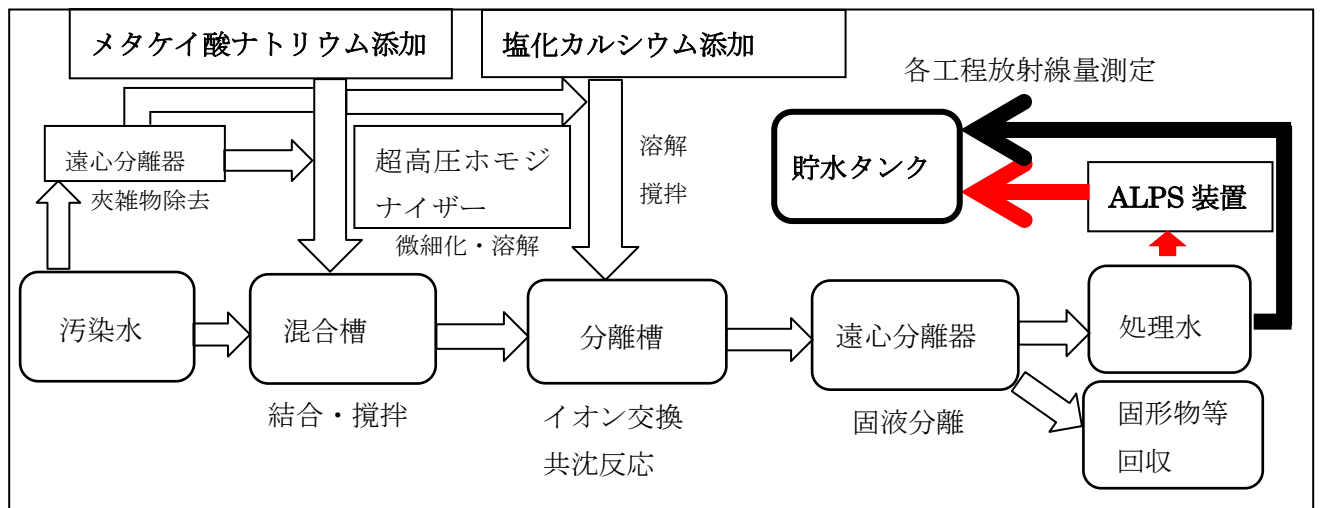 メタケイ酸ナトリウム添加
塩化カルシウム添加
各工程放射線量測定
遠心分離器
夾雑物除去
超高圧ホモジ
ナイザー
微細化・溶解
溶解
撹拌
貯水タンク
ALPS 装置
汚染水
混合槽
結合・撹拌
分離槽
イオン交換
共沈反応
遠心分離器
固液分離
処理水
固形物等
回収